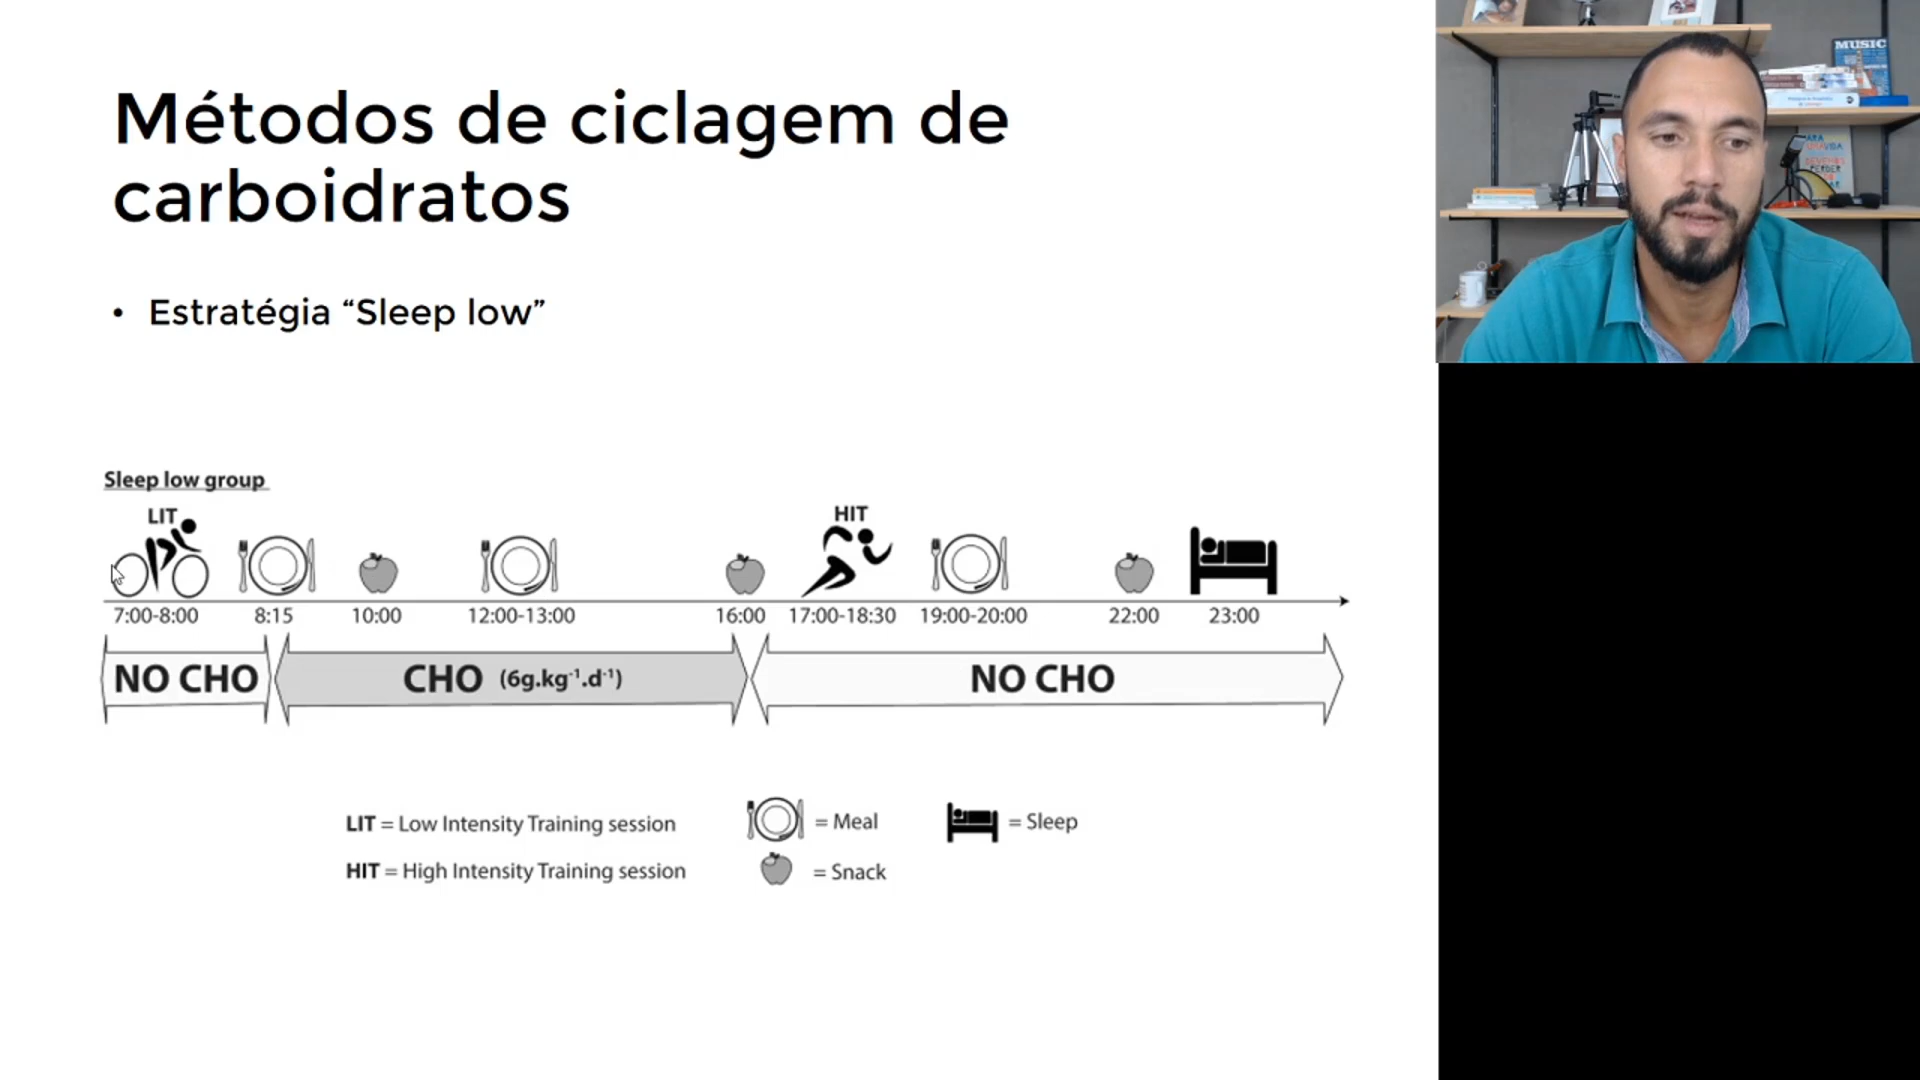 Métodos de ciclagem de
carboidratos
• Estratégia “Sleep low”
Sleep low group
LIT
HIT
7:00-8:00 8:15 10:00 12:00-13:00 16:00 17:00-18:30 19:00-20:00 22:00 23:00
NO CHO CHO (6g.kg⁻¹.d⁻¹) NO CHO
LIT = Low Intensity Training session
= Meal
= Sleep
HIT = High Intensity Training session
= Snack
MUSIC